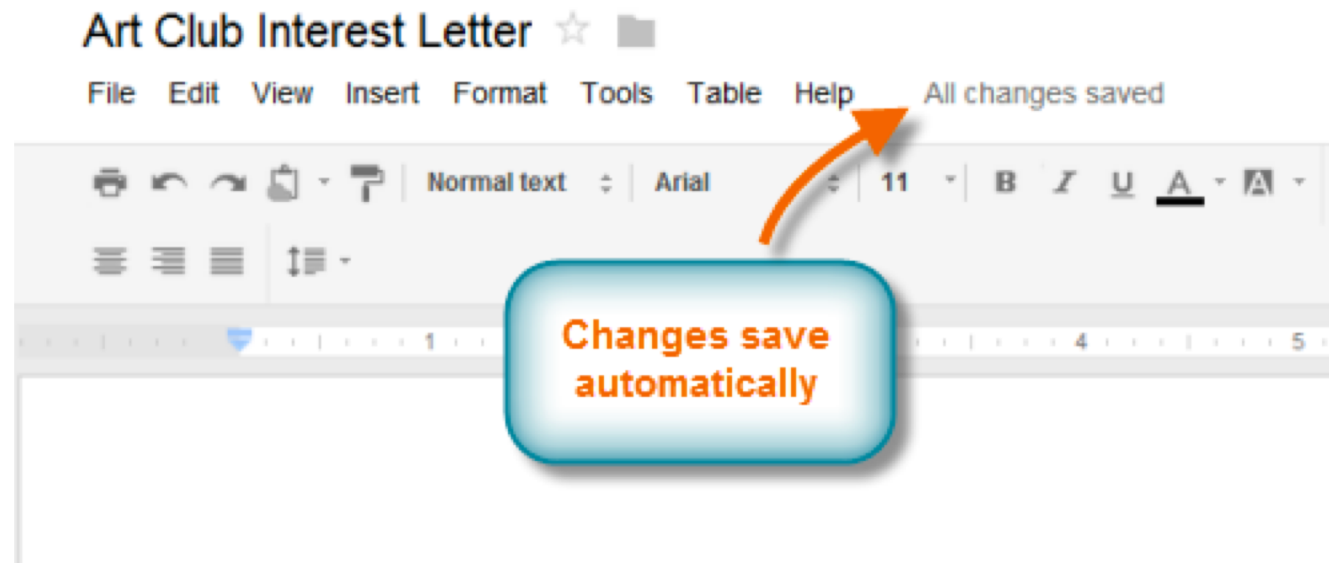 Art Club Interest Letter
File Edit View Insert Format Tools Table Help All changes saved
Normal text Arial 11 B I U A A
1 4 5
Changes save
automatically